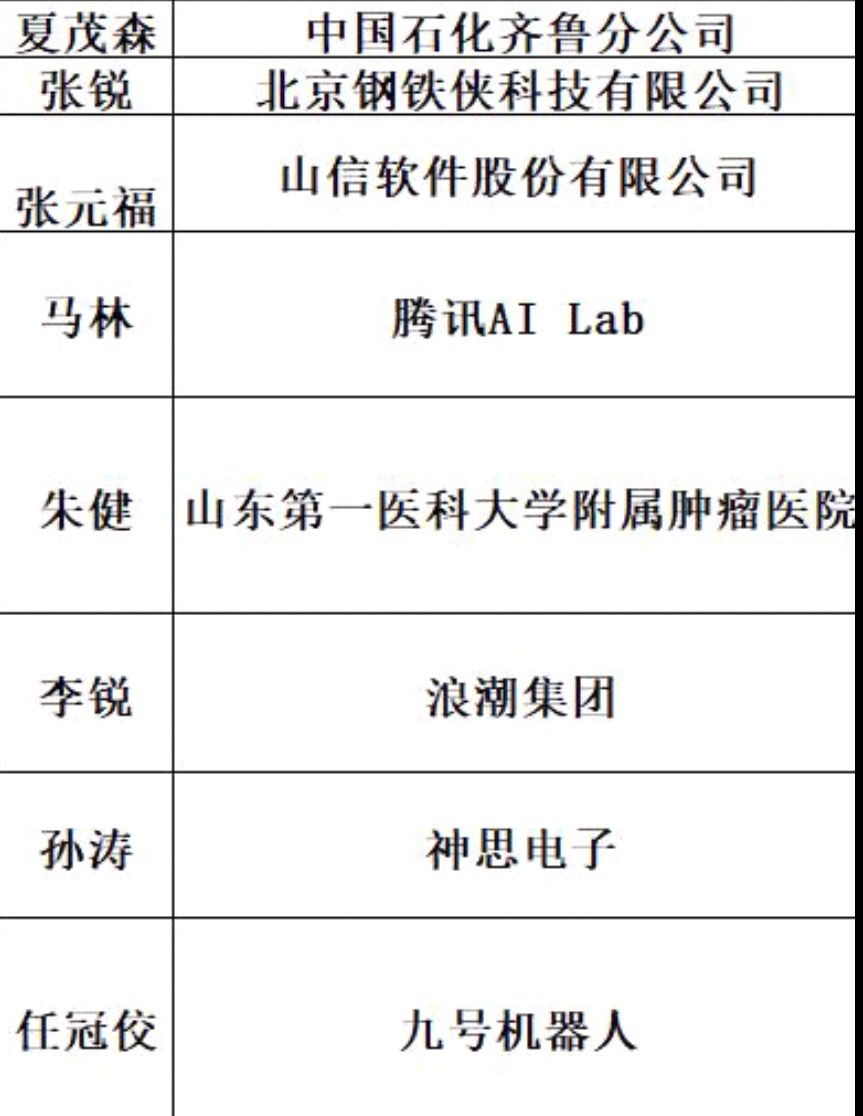 夏茂森 中国石化齐鲁分公司
张锐 北京钢铁侠科技有限公司
张元福 山信软件股份有限公司
马林 腾讯AI Lab
朱健 山东第一医科大学附属肿瘤医院
李锐 浪潮集团
孙涛 神思电子
任冠佼 九号机器人